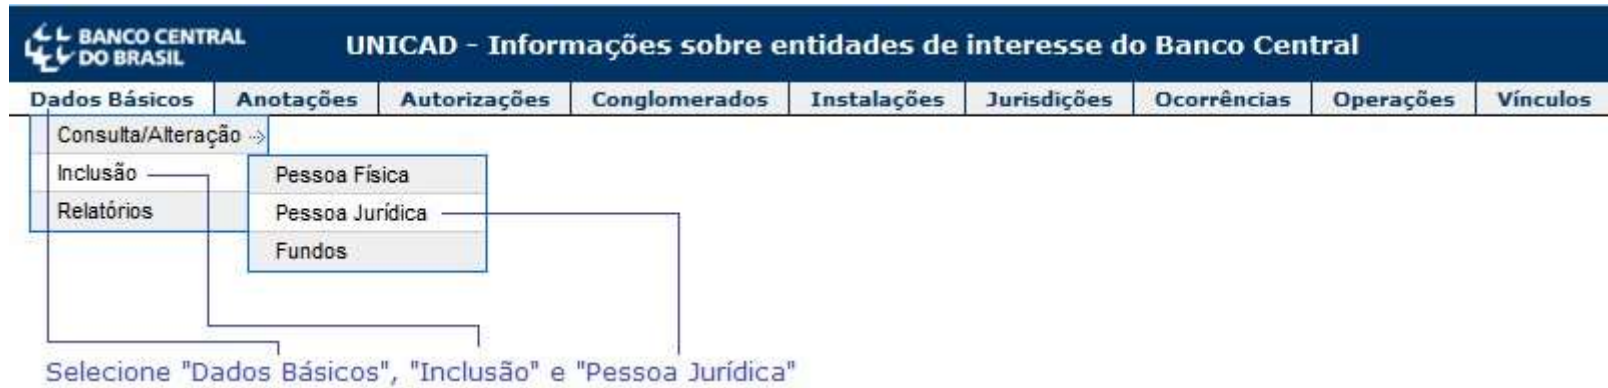 BANCO CENTRAL
DO BRASIL
UNICAD - Informações sobre entidades de interesse do Banco Central
Dados Básicos Anotações Autorizações Conglomerados Instalações Jurisdições Ocorrências Operações Vínculos
Consulta/Alteração
Inclusão
Relatórios
Pessoa Física
Pessoa Jurídica
Fundos
Selecione "Dados Básicos", "Inclusão" e "Pessoa Jurídica"